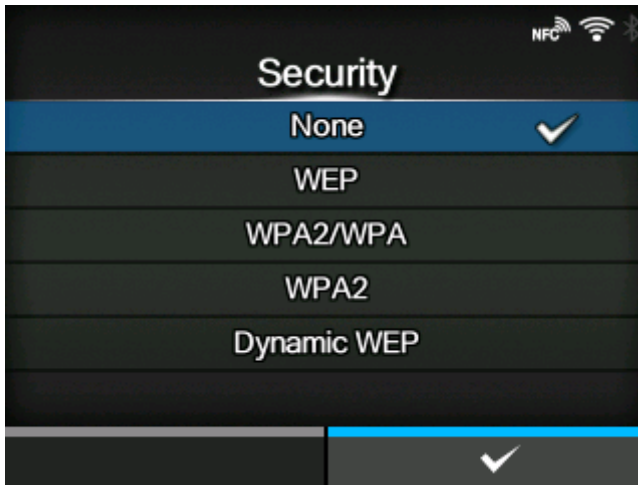 NFC
Security
None
WEP
WPA2/WPA
WPA2
Dynamic WEP